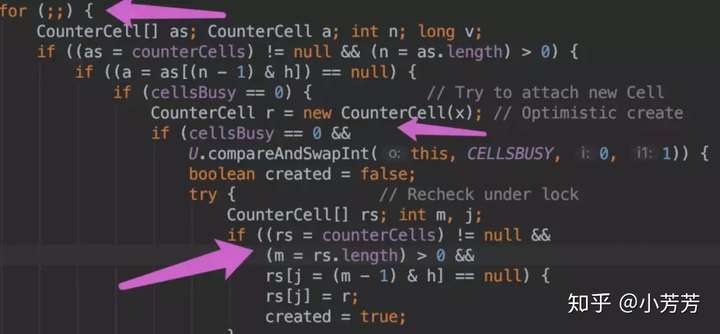 for (;;) {
CounterCell[] as; CounterCell a; int n; long v;
if ((as = counterCells) != null && (n = as.length) > 0) {
if ((a = as[(n - 1) & h]) == null) {
if (cellsBusy == 0) {            // Try to attach new Cell
CounterCell r = new CounterCell(x); // Optimistic create
if (cellsBusy == 0 &&
U.compareAndSwapInt( o: this, CELLSBUSY, i: 0, i1: 1)) {
boolean created = false;
try {               // Recheck under lock
CounterCell[] rs; int m, j;
if ((rs = counterCells) != null &&
(m = rs.length) > 0 &&
rs[j = (m - 1) & h] == null) {
rs[j] = r;
created = true;
知乎 @小芳芳